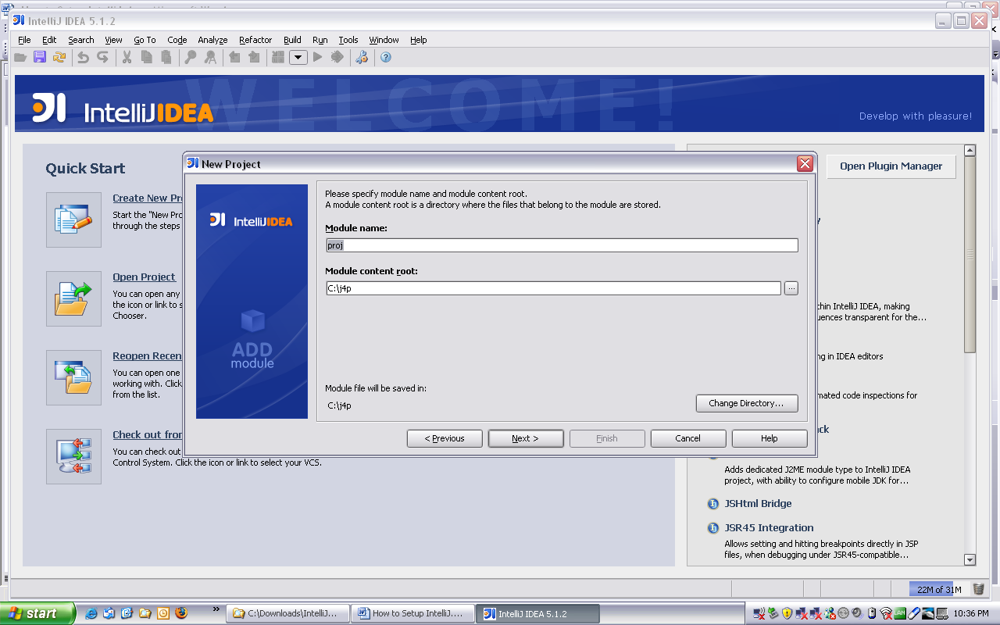 IntelliJ IDEA 5.1.2
File Edit Search View Go To Code Analyze Refactor Build Run Tools Window Help
WELCOME!
IntelliJIDEA
Develop with pleasure!
Quick Start
Open Plugin Manager
Create New Pr
Start the "New Pro
through the steps
Open Project
You can open any
the icon or link to s
Chooser.
Reopen Recen
You can open one
working with. Click
from the list.
Check out from
You can check out
Control System. Click the icon or link to select your VCS.
New Project
IntelliJIDEA
ADD
module
Please specify module name and module content root.
A module content root is a directory where the files that belong to the module are stored.
Module name:
proj
Module content root:
C:\j4p
...
Module file will be saved in:
C:\j4p
Change Directory...
< Previous
Next >
Finish
Cancel
Help
thin IntelliJ IDEA, making
uences transparent for the...
ng in IDEA editors
mated code inspections for
ck
Adds dedicated J2ME module type to IntelliJ IDEA
project, with ability to configure mobile JDK for...
JSHtml Bridge
JSR45 Integration
Allows setting and hitting breakpoints directly in JSP
files, when debugging under JSR45-compatible...
22M of 31M
start
C:\Downloads\IntelliJ...
How to Setup IntelliJ....
IntelliJ IDEA 5.1.2
10:36 PM